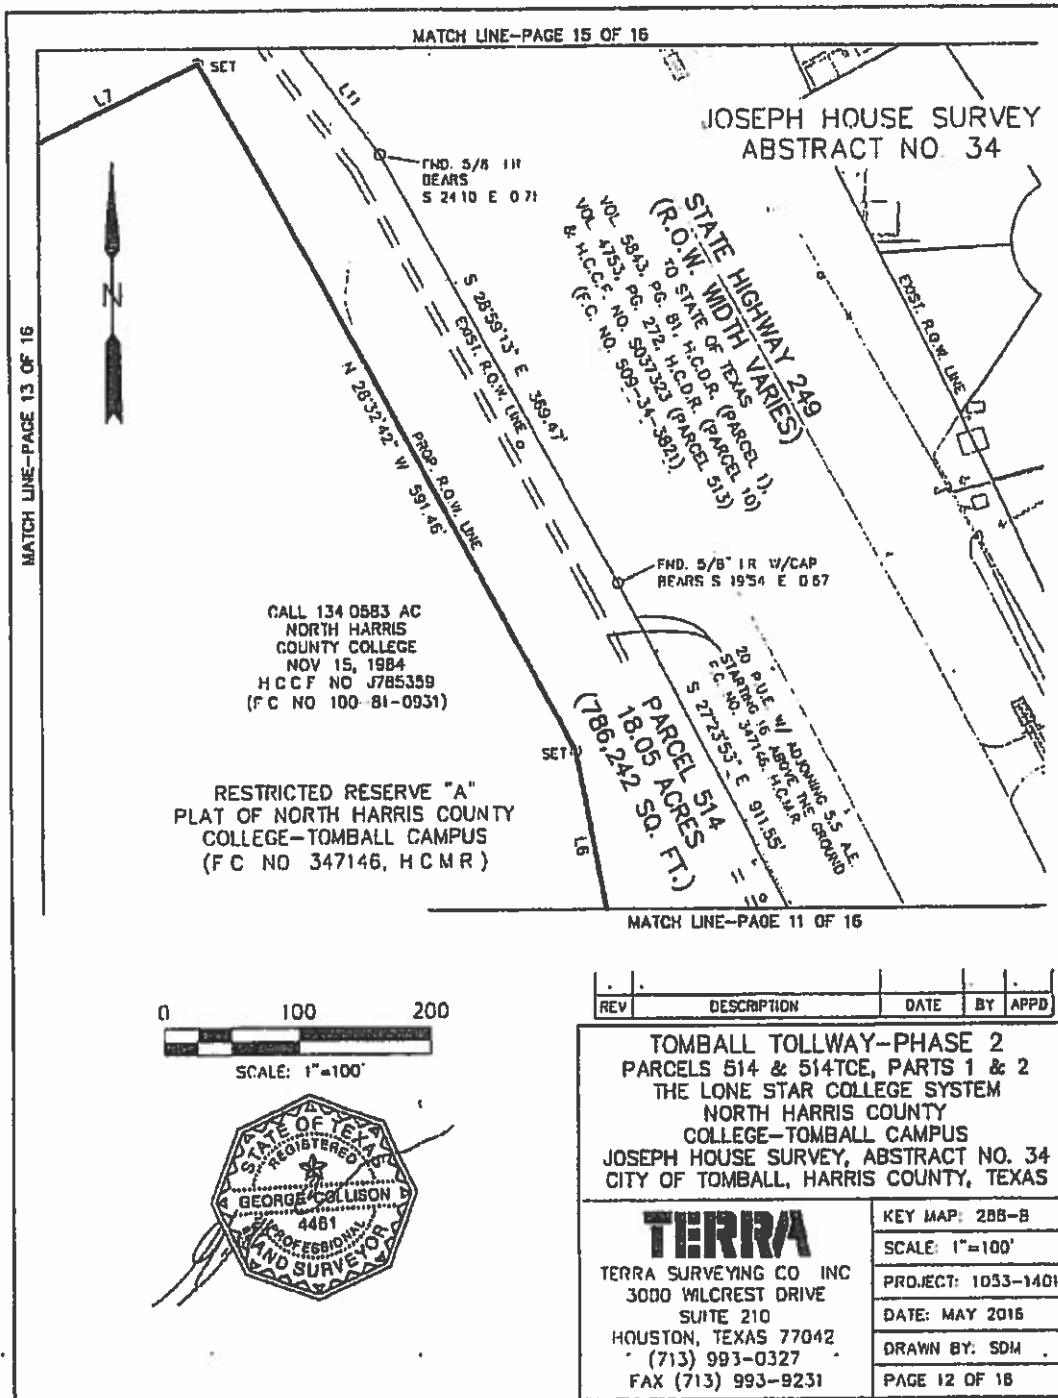 MATCH LINE-PAGE 15 OF 16
SET
L7
L11
JOSEPH HOUSE SURVEY
ABSTRACT NO. 34
FND. 5/8 IR
BEARS
S 24 10 E 0 71
STATE HIGHWAY 249
(R.O.W. WIDTH VARIES)
TO STATE OF TEXAS
VOL 5843, PG. 81, H.C.D.R. (PARCEL 1),
VOL 4753, PG. 272, H.C.D.R. (PARCEL 10)
& H.C.C.F. NO. S037323 (PARCEL 513)
(F.C. NO. 509-34-3821)
EXIST. R.O.W. LINE
N
MATCH LINE-PAGE 13 OF 16
S 28°59'13" E 369.47'
EXIST. R.O.W. LINE
N 28°32'42" W 591.46'
PROP. R.O.W. LINE
FND. 5/8" IR W/CAP
BEARS S 19 54 E 0 67
CALL 134 0583 AC
NORTH HARRIS
COUNTY COLLEGE
NOV 15, 1984
H C C F NO J785359
(F C NO 100-81-0931)
20 P.U.E. W/ ADJOINING 5.5 A.E.
STARTING 16 ABOVE THE GROUND
F.C. NO. 347146, H.C.M.R
S 27°23'53" E 911.55'
SET
PARCEL 514
18.05 ACRES
(786,242 SQ. FT.)
L6
RESTRICTED RESERVE "A"
PLAT OF NORTH HARRIS COUNTY
COLLEGE-TOMBALL CAMPUS
(F C NO 347146, H C M R)
MATCH LINE-PAGE 11 OF 16
0 100 200
SCALE: 1"=100'
REV DESCRIPTION DATE BY APPD
TOMBALL TOLLWAY-PHASE 2
PARCELS 514 & 514TCE, PARTS 1 & 2
THE LONE STAR COLLEGE SYSTEM
NORTH HARRIS COUNTY
COLLEGE-TOMBALL CAMPUS
JOSEPH HOUSE SURVEY, ABSTRACT NO. 34
CITY OF TOMBALL, HARRIS COUNTY, TEXAS
STATE OF TEXAS
REGISTERED
GEORGE COLLISON
4461
PROFESSIONAL
LAND SURVEYOR
TERRA
TERRA SURVEYING CO INC
3000 WILCREST DRIVE
SUITE 210
HOUSTON, TEXAS 77042
(713) 993-0327
FAX (713) 993-9231
KEY MAP: 288-B
SCALE: 1"=100'
PROJECT: 1053-1401
DATE: MAY 2016
DRAWN BY: SDM
PAGE 12 OF 16